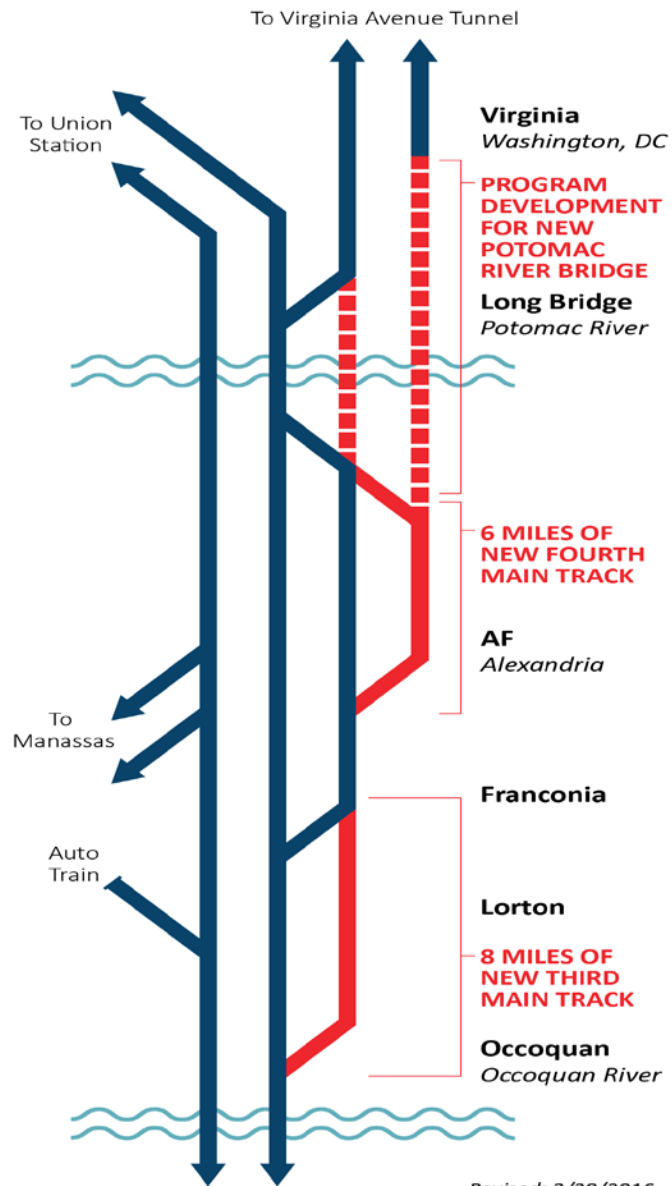 To Virginia Avenue Tunnel
To Union
Station
Virginia
Washington, DC
PROGRAM
DEVELOPMENT
FOR NEW
POTOMAC
RIVER BRIDGE
Long Bridge
Potomac River
6 MILES OF
NEW FOURTH
MAIN TRACK
AF
Alexandria
To
Manassas
Franconia
Auto
Train
Lorton
8 MILES OF
NEW THIRD
MAIN TRACK
Occoquan
Occoquan River